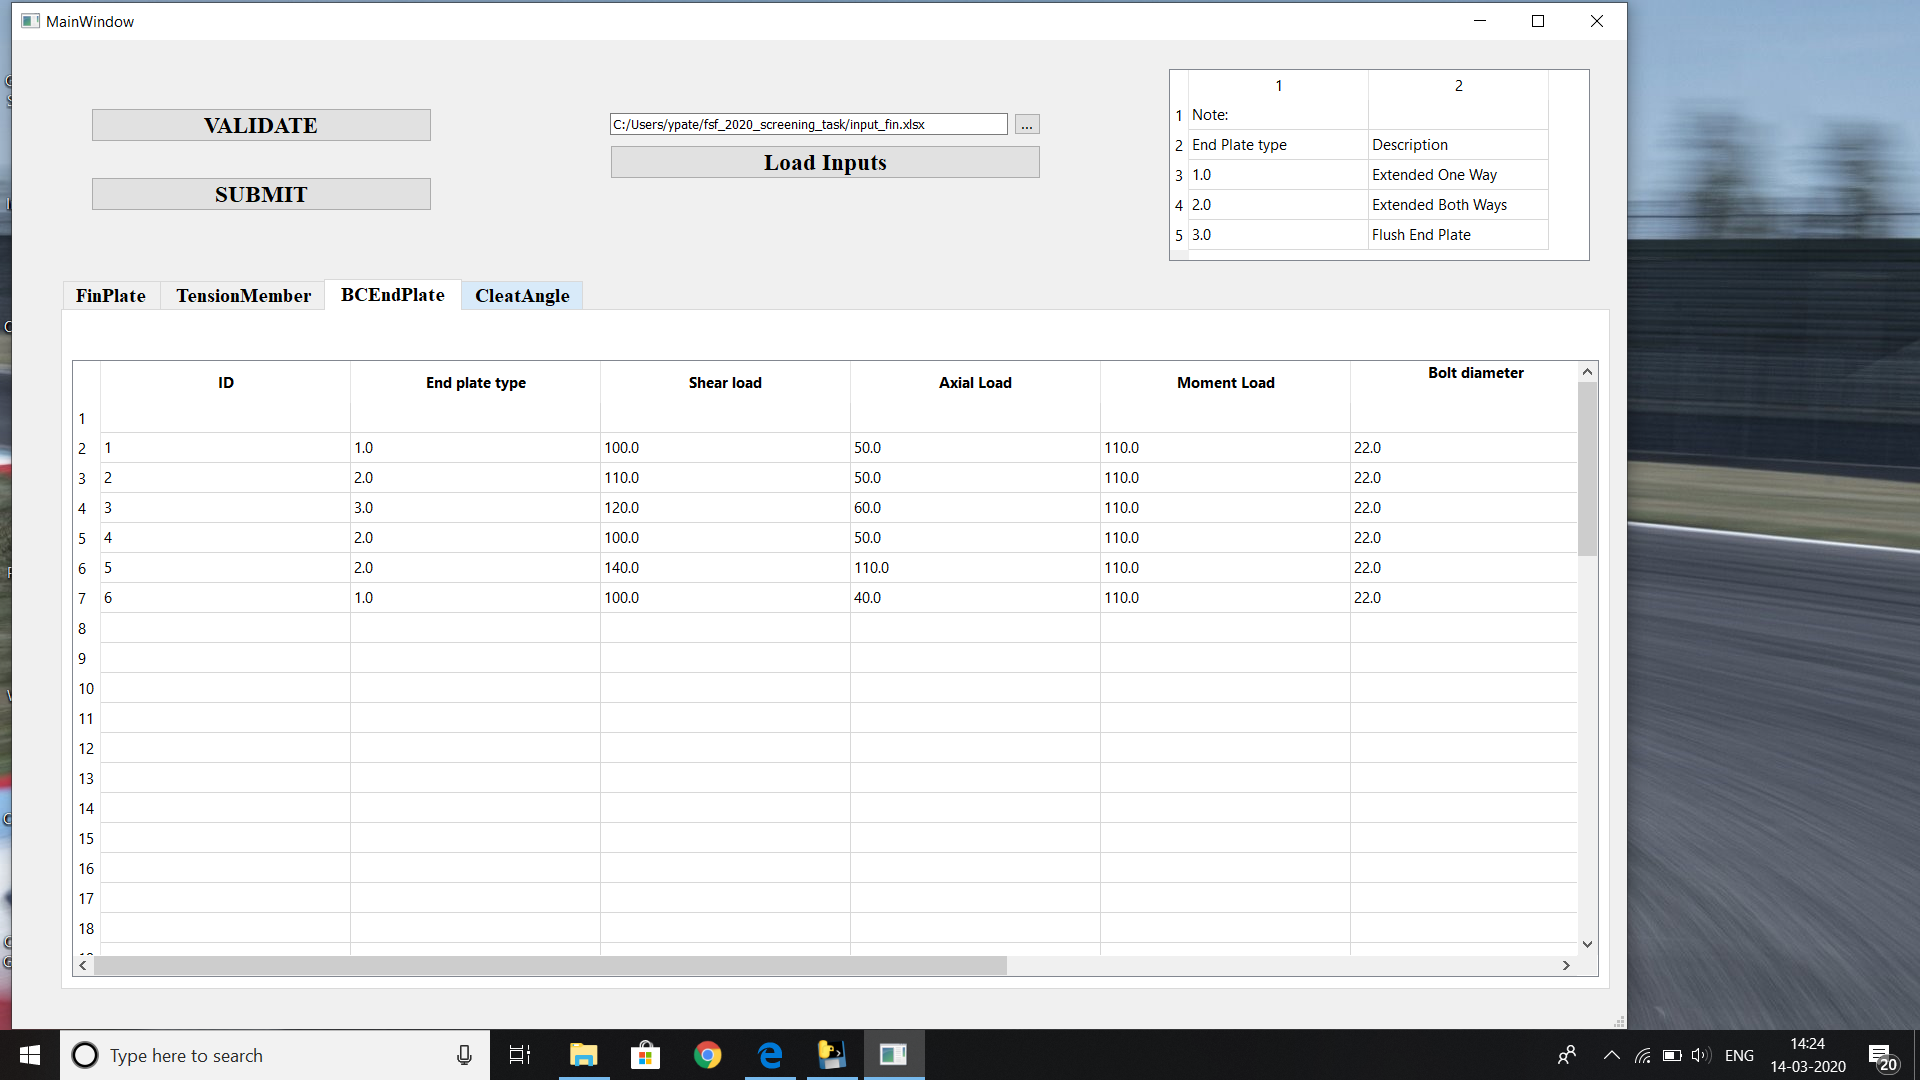 MainWindow
VALIDATE
SUBMIT
C:/Users/ypate/fsf_2020_screening_task/input_fin.xlsx ...
Load Inputs
1 2
1 Note:
2 End Plate type Description
3 1.0 Extended One Way
4 2.0 Extended Both Ways
5 3.0 Flush End Plate
FinPlate TensionMember BCEndPlate CleatAngle
ID End plate type Shear load Axial Load Moment Load Bolt diameter
1
2 1 1.0 100.0 50.0 110.0 22.0
3 2 2.0 110.0 50.0 110.0 22.0
4 3 3.0 120.0 60.0 110.0 22.0
5 4 2.0 100.0 50.0 110.0 22.0
6 5 2.0 140.0 110.0 110.0 22.0
7 6 1.0 100.0 40.0 110.0 22.0
8
9
10
11
12
13
14
15
16
17
18
Type here to search
ENG
14:24
14-03-2020
20